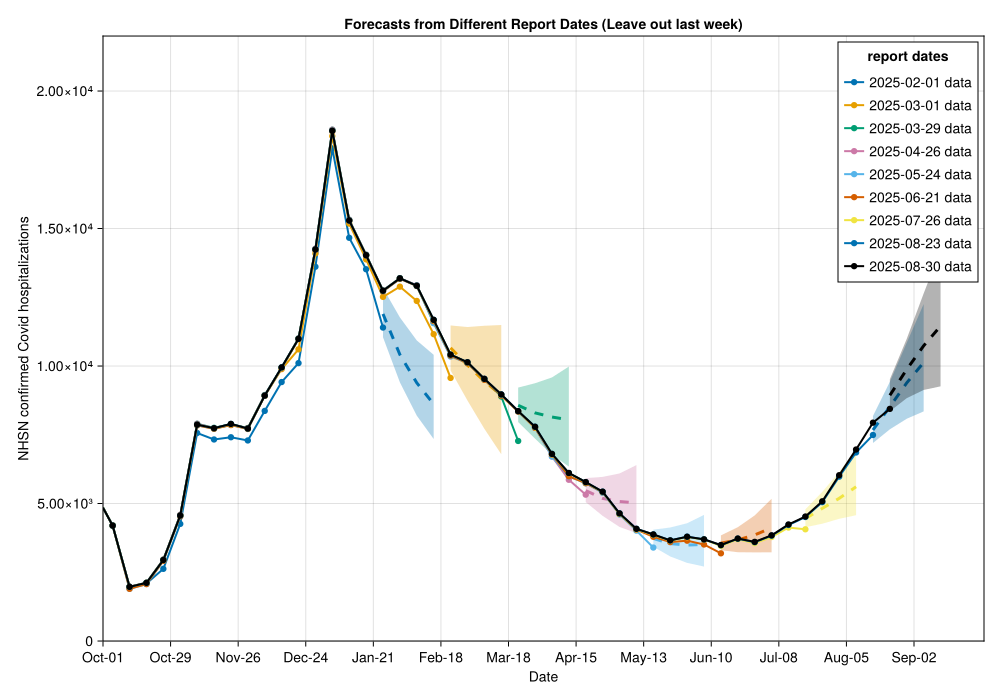 Forecasts from Different Report Dates (Leave out last week)
report dates
2025-02-01 data
2025-03-01 data
2025-03-29 data
2025-04-26 data
2025-05-24 data
2025-06-21 data
2025-07-26 data
2025-08-23 data
2025-08-30 data
NHSN confirmed Covid hospitalizations
2.00×10⁴
1.50×10⁴
1.00×10⁴
5.00×10³
0
Oct-01 Oct-29 Nov-26 Dec-24 Jan-21 Feb-18 Mar-18 Apr-15 May-13 Jun-10 Jul-08 Aug-05 Sep-02
Date